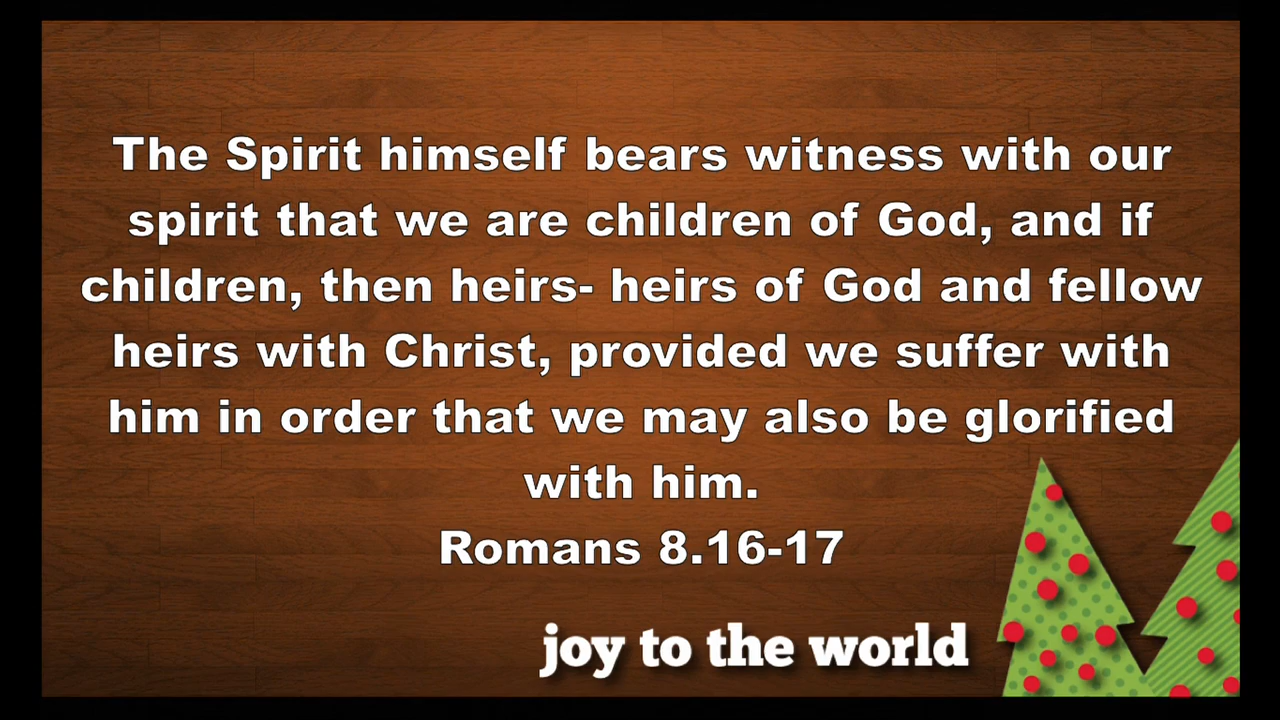 The Spirit himself bears witness with our
spirit that we are children of God, and if
children, then heirs- heirs of God and fellow
heirs with Christ, provided we suffer with
him in order that we may also be glorified
with him.
Romans 8.16-17
joy to the world